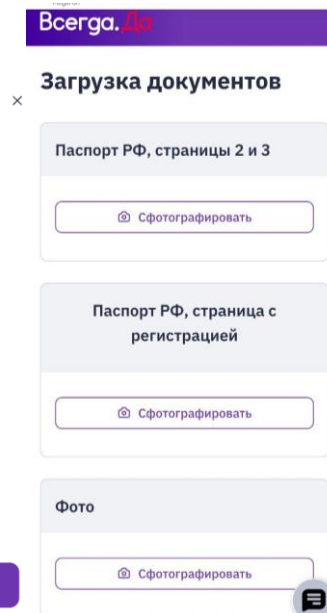 Всегда.Да
Загрузка документов
Паспорт РФ, страницы 2 и 3
Сфотографировать
Паспорт РФ, страница с
регистрацией
Сфотографировать
Фото
Сфотографировать